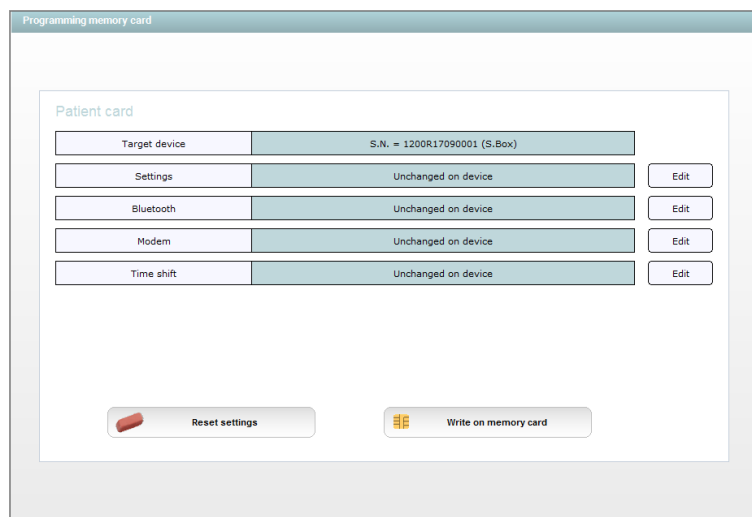 Programming memory card
Patient card
Target device S.N. = 1200R17090001 (S.Box)
Settings Unchanged on device Edit
Bluetooth Unchanged on device Edit
Modem Unchanged on device Edit
Time shift Unchanged on device Edit
Reset settings Write on memory card